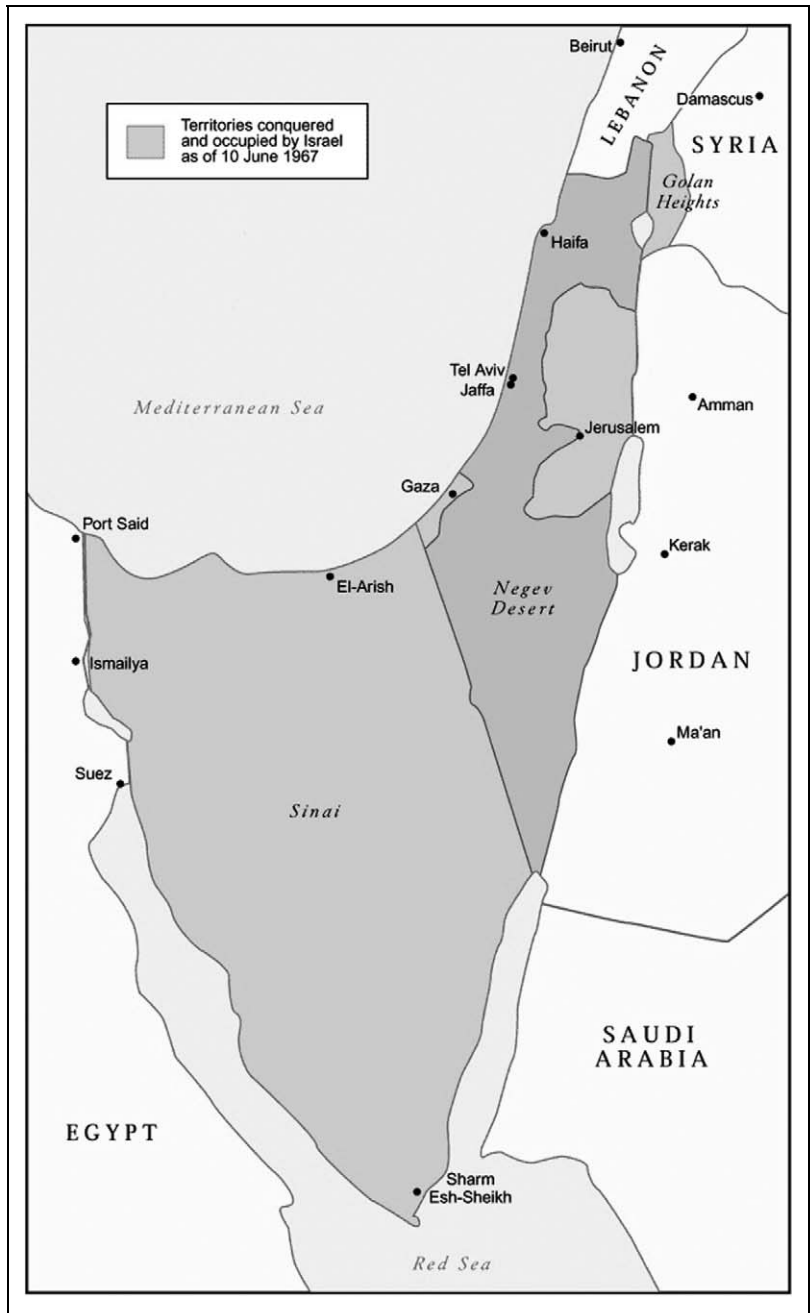 Beirut
LEBANON
Damascus
SYRIA
Territories conquered
and occupied by Israel
as of 10 June 1967
Golan
Heights
Haifa
Tel Aviv
Jaffa
Mediterranean Sea
Amman
Jerusalem
Gaza
Port Said
Kerak
El-Arish
Negev
Desert
Ismailya
JORDAN
Ma'an
Suez
Sinai
SAUDI
ARABIA
EGYPT
Sharm
Esh-Sheikh
Red Sea